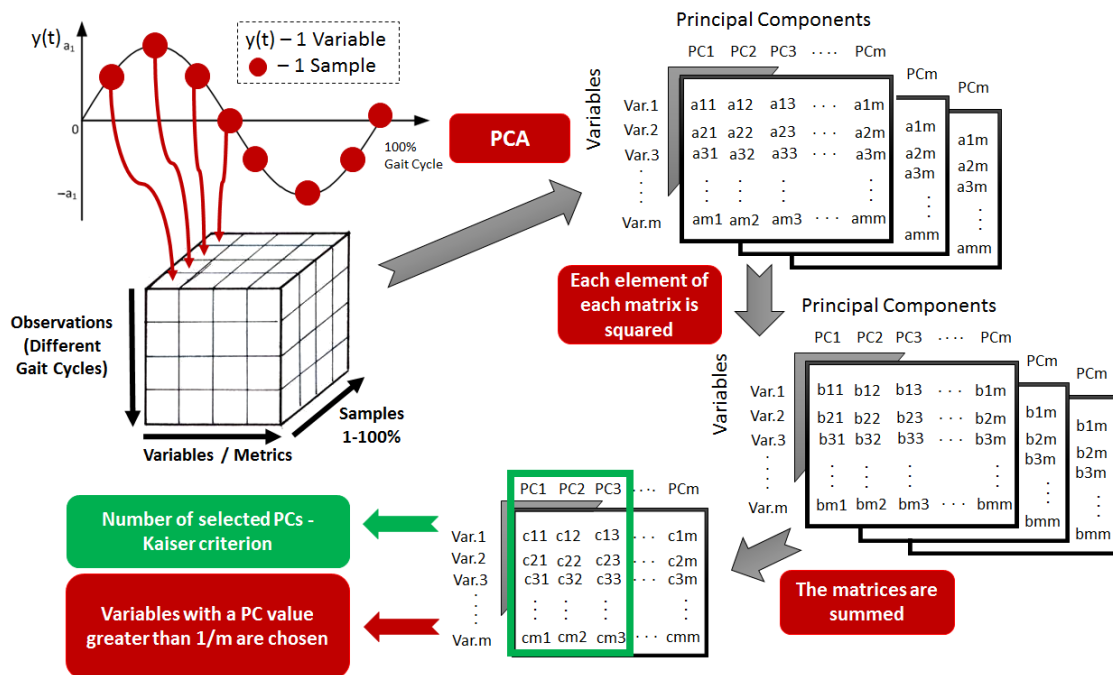 y(t) a₁
0
−a₁
y(t) – 1 Variable
– 1 Sample
100%
Gait Cycle
PCA
Observations
(Different
Gait Cycles)
Samples
1-100%
Variables / Metrics
Principal Components
PC1 PC2 PC3 ···· PCm
Variables
Var.1 a11 a12 a13 ··· a1m
Var.2 a21 a22 a23 ··· a2m
Var.3 a31 a32 a33 ··· a3m
Var.m am1 am2 am3 ··· amm
PCm
a1m
a2m
a3m
amm
PCm
a1m
a2m
a3m
amm
Each element of
each matrix is
squared
Principal Components
PC1 PC2 PC3 ···· PCm
Variables
Var.1 b11 b12 b13 ··· b1m
Var.2 b21 b22 b23 ··· b2m
Var.3 b31 b32 b33 ··· b3m
Var.m bm1 bm2 bm3 ··· bmm
PCm
b1m
b2m
b3m
bmm
PCm
b1m
b2m
b3m
bmm
The matrices are
summed
PC1 PC2 PC3 ···· PCm
Var.1 c11 c12 c13 ··· c1m
Var.2 c21 c22 c23 ··· c2m
Var.3 c31 c32 c33 ··· c3m
Var.m cm1 cm2 cm3 ··· cmm
Number of selected PCs -
Kaiser criterion
Variables with a PC value
greater than 1/m are chosen